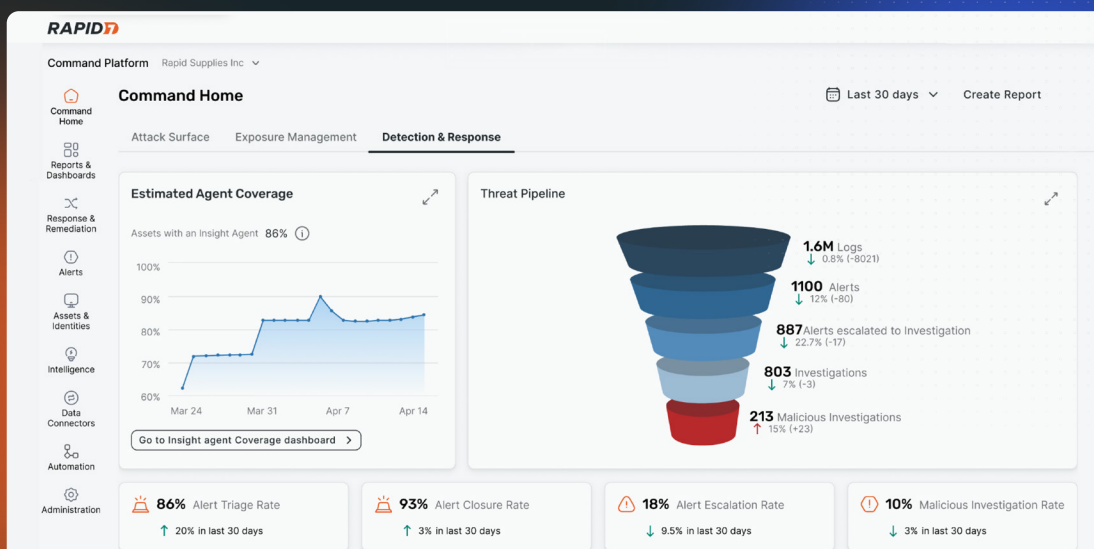 RAPID7
Command Platform Rapid Supplies Inc
Command Home
Last 30 days
Create Report
Attack Surface
Exposure Management
Detection & Response
Command
Home
Reports &
Dashboards
Response &
Remediation
Alerts
Assets &
Identities
Intelligence
Data
Connectors
Automation
Administration
Estimated Agent Coverage
Assets with an Insight Agent 86%
100%
90%
80%
70%
60%
Mar 24 Mar 31 Apr 7 Apr 14
Go to Insight agent Coverage dashboard
Threat Pipeline
1.6M Logs
0.8% (-8021)
1100 Alerts
12% (-80)
887 Alerts escalated to Investigation
22.7% (-17)
803 Investigations
7% (-3)
213 Malicious Investigations
15% (+23)
86% Alert Triage Rate
20% in last 30 days
93% Alert Closure Rate
3% in last 30 days
18% Alert Escalation Rate
9.5% in last 30 days
10% Malicious Investigation Rate
3% in last 30 days